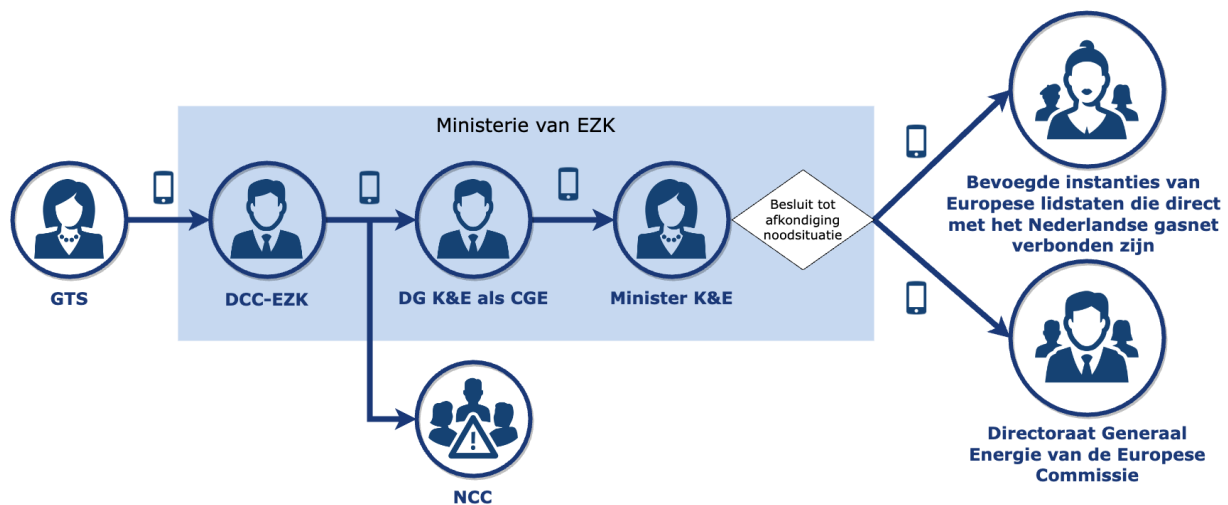 Ministerie van EZK
GTS
DCC-EZK
DG K&E als CGE
Minister K&E
Besluit tot
afkondiging
noodsituatie
Bevoegde instanties van
Europese lidstaten die direct
met het Nederlandse gasnet
verbonden zijn
Directoraat Generaal
Energie van de Europese
Commissie
NCC